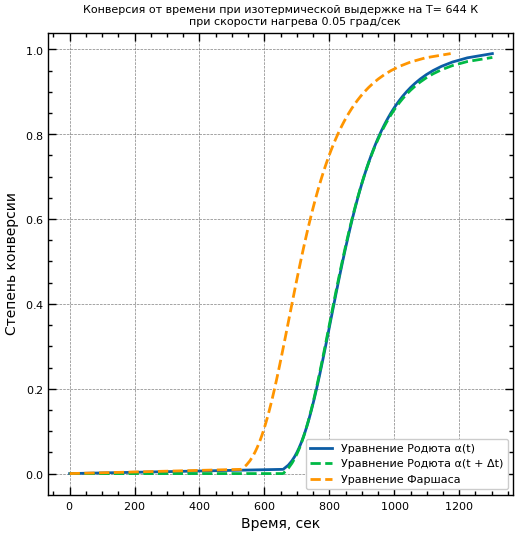 Конверсия от времени при изотермической выдержке на T= 644 К
при скорости нагрева 0.05 град/сек
Степень конверсии
1.0
0.8
0.6
0.4
0.2
0.0
Уравнение Родюта α(t)
Уравнение Родюта α(t + Δt)
Уравнение Фаршаса
0 200 400 600 800 1000 1200
Время, сек